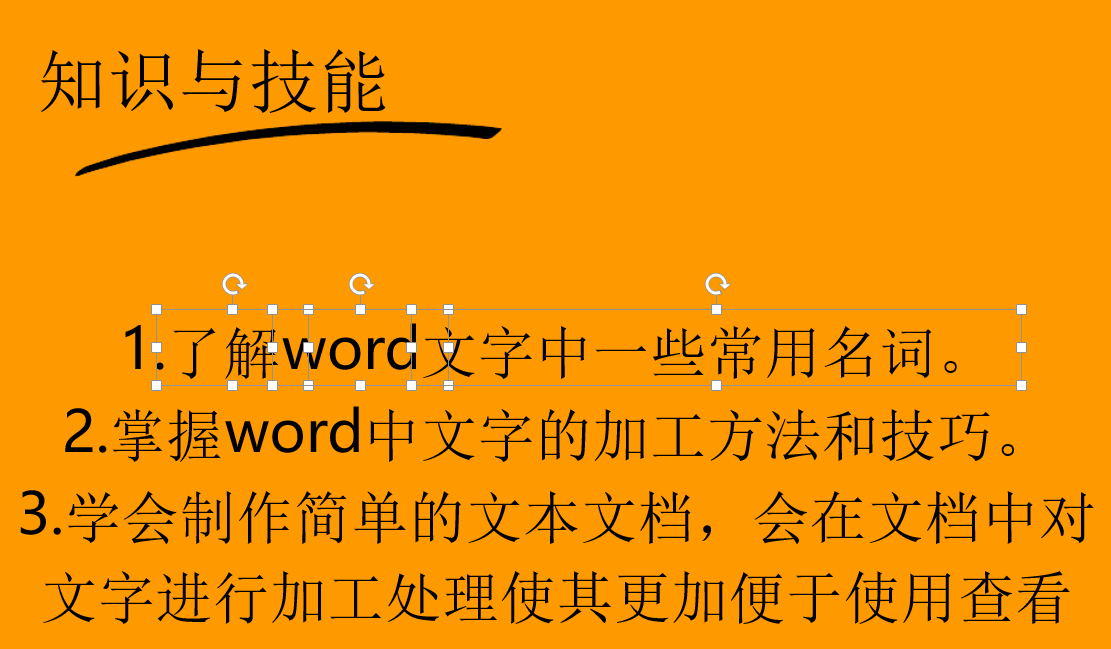 知识与技能
1.了解word文字中一些常用名词。
2.掌握word中文字的加工方法和技巧。
3.学会制作简单的文本文档，会在文档中对
文字进行加工处理使其更加便于使用查看